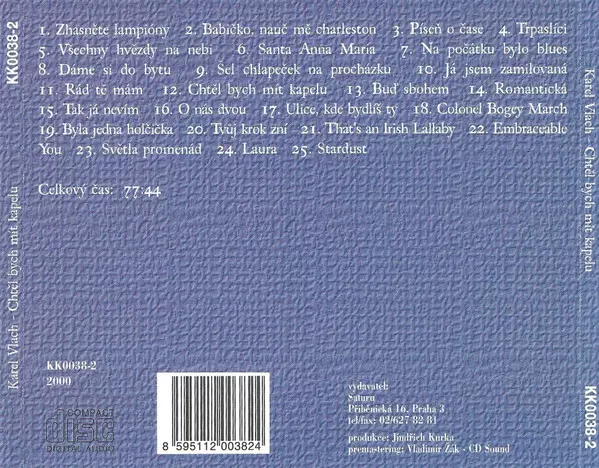 KK0038-2
Karel Vlach - Chtěl bych mít kapelu
1. Zhasněte lampióny 2. Babičko, nauč mě charleston 3. Píseň o čase 4. Trpaslíci
5. Všechny hvězdy na nebi 6. Santa Anna Maria 7. Na počátku bylo blues
8. Dáme si do bytu 9. Šel chlapeček na procházku 10. Já jsem zamilovaná
11. Rád tě mám 12. Chtěl bych mít kapelu 13. Buď sbohem 14. Romantická
15. Tak já nevím 16. O nás dvou 17. Ulice, kde bydlíš ty 18. Colonel Bogey March
19. Byla jedna holčička 20. Tvůj krok zní 21. That's an Irish Lallaby 22. Embraceable
You 23. Světla promenád 24. Laura 25. Stardust
Celkový čas: 77:44
KK0038-2
2000
COMPACT
disc
DIGITAL AUDIO
8 595112 003824
vydavatel:
Saturn
Příběnická 16, Praha 3
tel/fax: 02/627 82 81
produkce: Jindřich Kurka
premastering: Vladimír Žák - CD Sound
Karel Vlach - Chtěl bych mít kapelu
KK0038-2